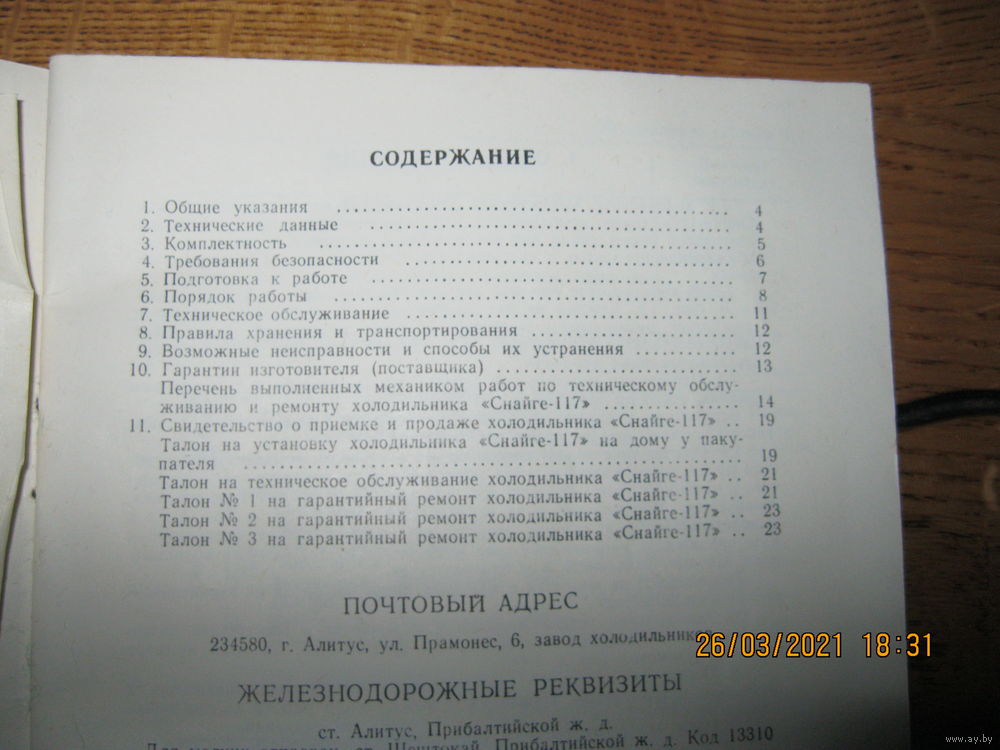 СОДЕРЖАНИЕ
1. Общие указания ........ 4
2. Технические данные ........ 4
3. Комплектность ........ 5
4. Требования безопасности ........ 6
5. Подготовка к работе ........ 7
6. Порядок работы ........ 8
7. Техническое обслуживание ........ 11
8. Правила хранения и транспортирования ........ 12
9. Возможные неисправности и способы их устранения ........ 12
10. Гарантии изготовителя (поставщика) ........ 13
Перечень выполненных механиком работ по техническому обслу-
живанию и ремонту холодильника «Снайге-117» ........ 14
11. Свидетельство о приемке и продаже холодильника «Снайге-117» .. 19
Талон на установку холодильника «Снайге-117» на дому у паку-
пателя ........ 19
Талон на техническое обслуживание холодильника «Снайге-117» .. 21
Талон № 1 на гарантийный ремонт холодильника «Снайге-117» .. 21
Талон № 2 на гарантийный ремонт холодильника «Снайге-117» .. 23
Талон № 3 на гарантийный ремонт холодильника «Снайге-117» .. 23
ПОЧТОВЫЙ АДРЕС
234580, г. Алитус, ул. Прамонес, 6, завод холодильников
26/03/2021 18:31
ЖЕЛЕЗНОДОРОЖНЫЕ РЕКВИЗИТЫ
ст. Алитус, Прибалтийской ж. д.
ст. Шештокай, Прибалтийской ж. д. Код 13310
www.ay.by